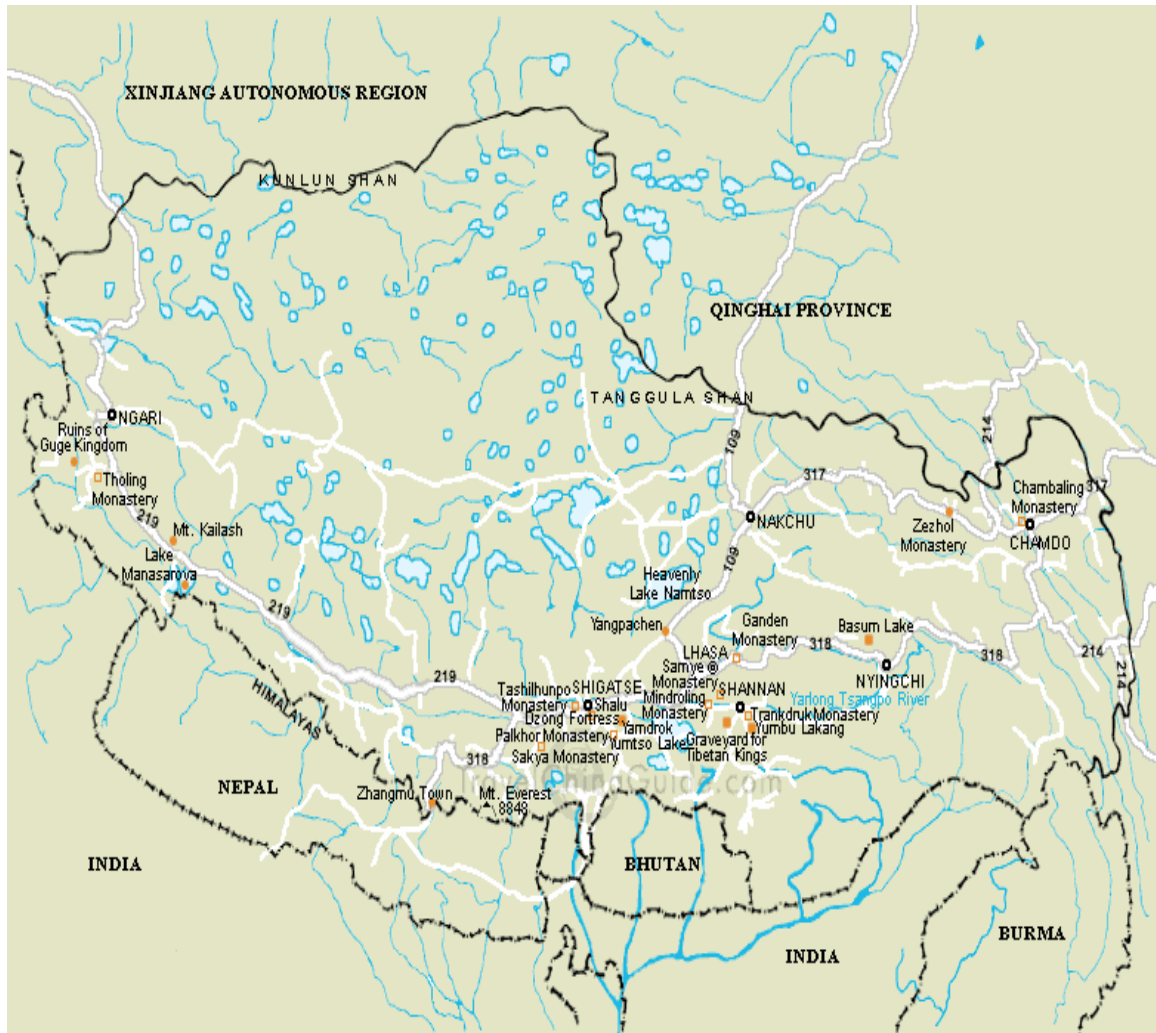 XINJIANG AUTONOMOUS REGION
KUNLUN SHAN
QINGHAI PROVINCE
TANGGULA SHAN
NGARI
Ruins of
Guge Kingdom
Tholing
Monastery
109
214
317
Chambaling
Monastery
317
219
Mt. Kailash
NAKCHU
Zezhol
Monastery
CHAMDO
Lake
Manasarova
109
Heavenly
Lake Namtso
219
Yangpachen
Ganden
Monastery
Basum Lake
318
318
214
LHASA
Samye
Monastery
NYINGCHI
214
219
Tashilhunpo
Monastery
SHIGATSE
Shalu
Mindroling
Monastery
SHANNAN
Yarlong Tsangpo River
HIMALAYAS
Dzong Fortress
Yamdrok
Yumtso Lake
Trankdruk Monastery
Yumbu Lakang
Palkhor Monastery
Sakya Monastery
Graveyard for
Tibetan Kings
318
TravelChinaGuide.com
NEPAL
Zhangmu Town
Mt. Everest
8848
INDIA
BHUTAN
BURMA
INDIA